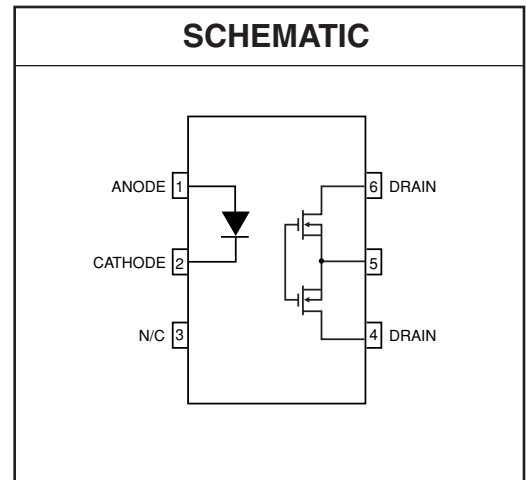 SCHEMATIC
ANODE 1
CATHODE 2
N/C 3
6 DRAIN
5
4 DRAIN